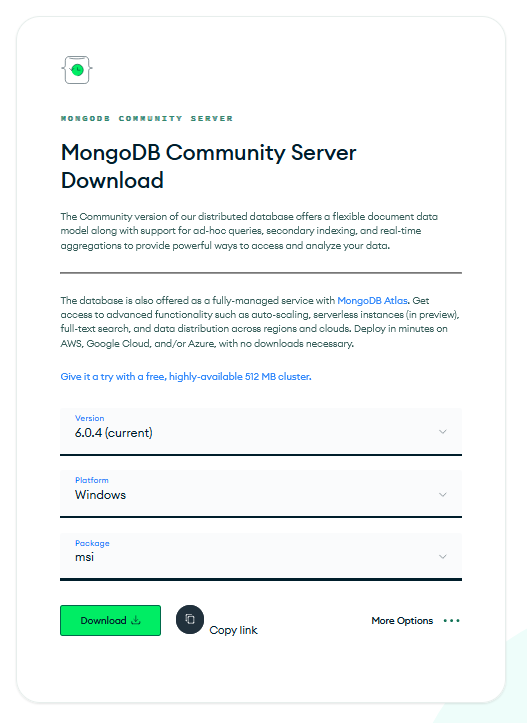 MONGODB COMMUNITY SERVER
MongoDB Community Server
Download
The Community version of our distributed database offers a flexible document data
model along with support for ad-hoc queries, secondary indexing, and real-time
aggregations to provide powerful ways to access and analyze your data.
The database is also offered as a fully-managed service with MongoDB Atlas. Get
access to advanced functionality such as auto-scaling, serverless instances (in preview),
full-text search, and data distribution across regions and clouds. Deploy in minutes on
AWS, Google Cloud, and/or Azure, with no downloads necessary.
Give it a try with a free, highly-available 512 MB cluster.
Version
6.0.4 (current)
Platform
Windows
Package
msi
Download
Copy link
More Options